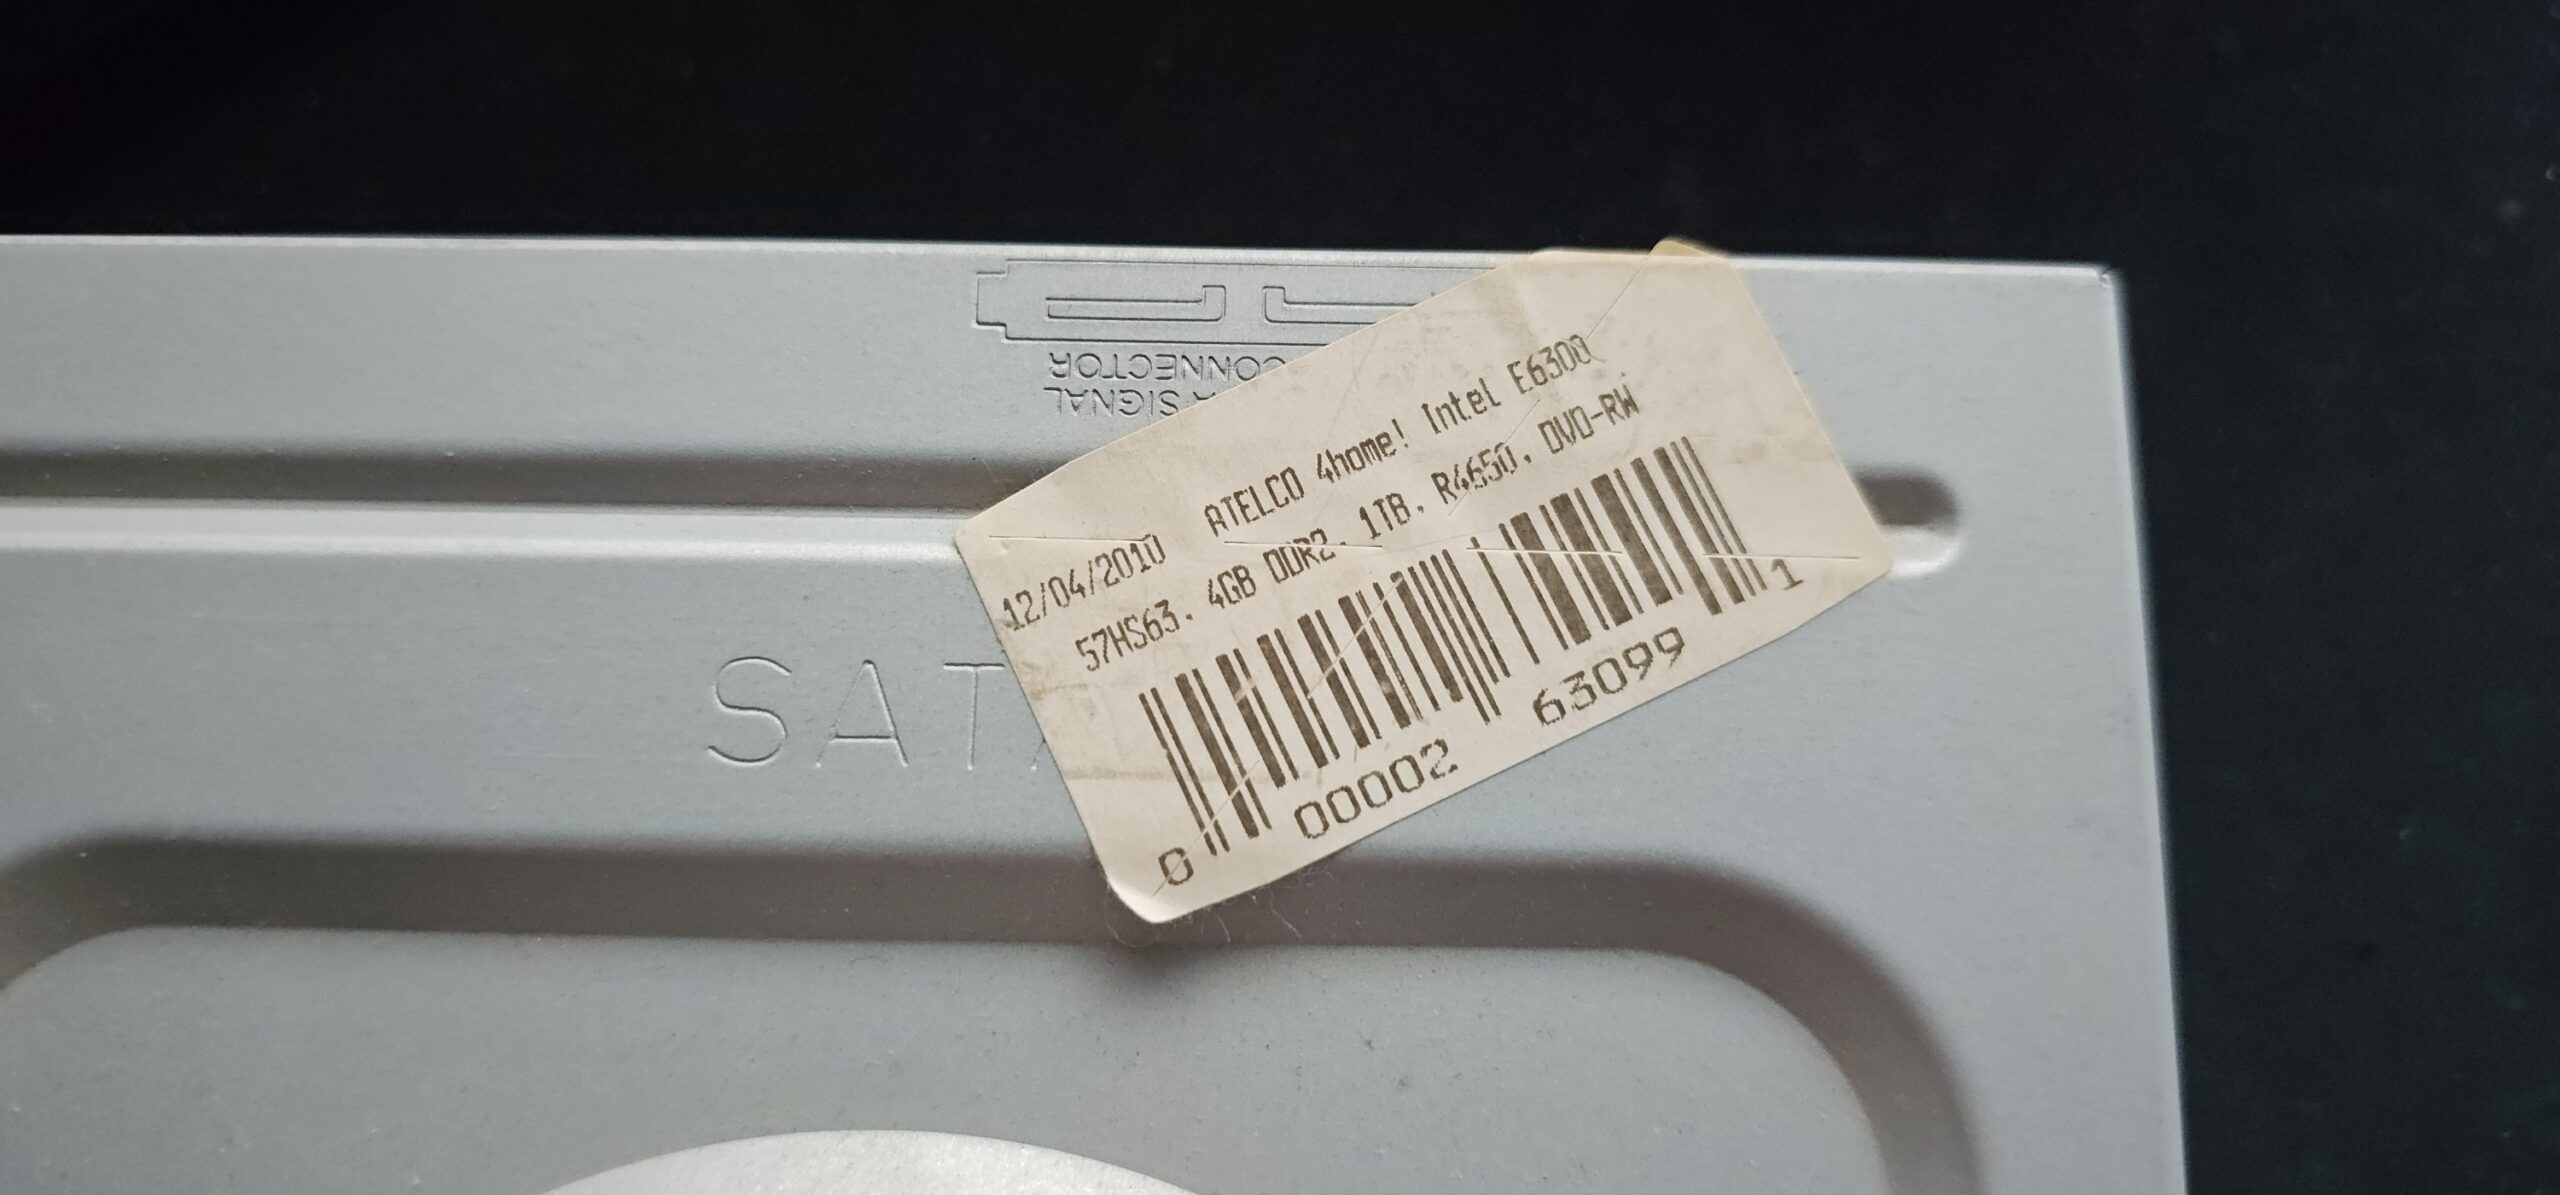 CONNECTOR
SIGNAL
12/04/2010 ATELCO 4home! Intel E6300
57HS63, 4GB DDR2, 1TB, R4650, DVD-RW
0 00002 63099 1
SATA